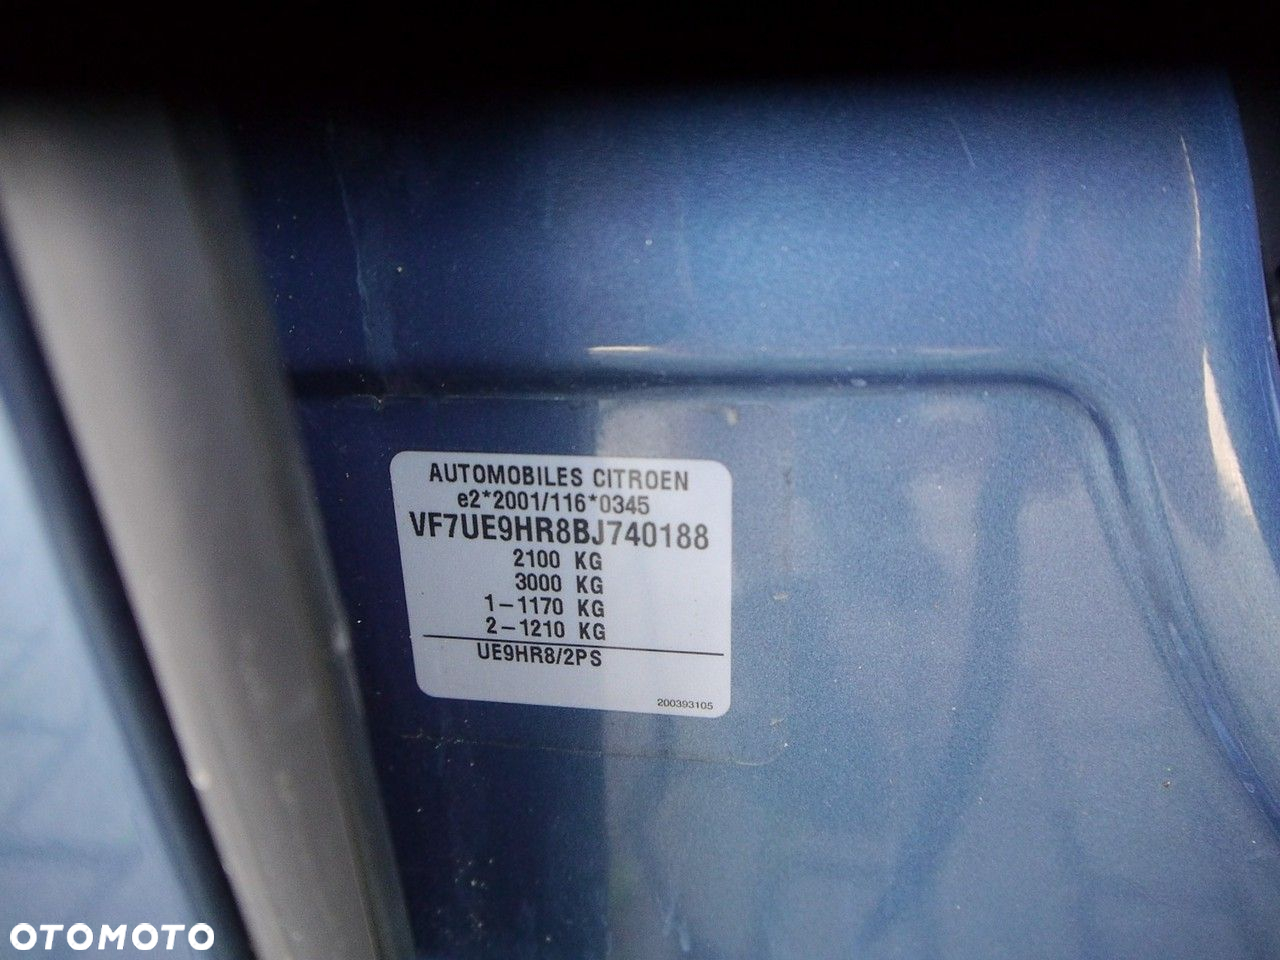 AUTOMOBILES CITROEN
e2*2001/116*0345
VF7UE9HR8BJ740188
2100 KG
3000 KG
1-1170 KG
2-1210 KG
UE9HR8/2PS
200393105
OTOMOTO